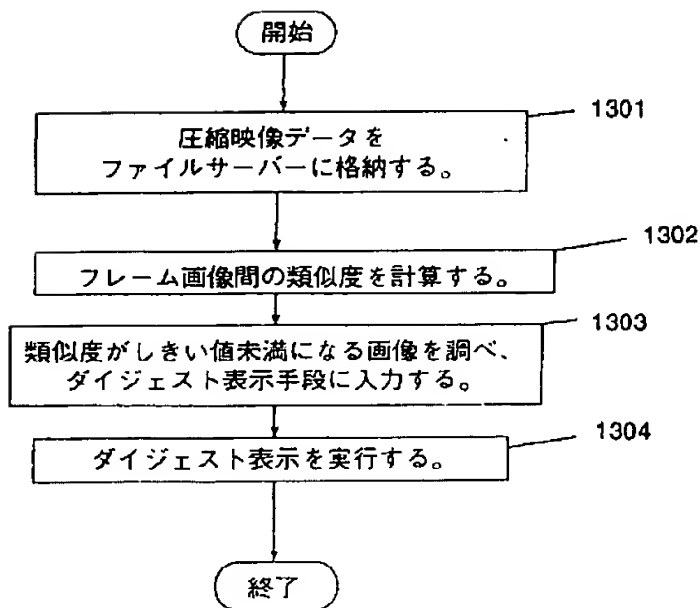 開始
1301
圧縮映像データを
ファイルサーバーに格納する。
1302
フレーム画像間の類似度を計算する。
1303
類似度がしきい値未満になる画像を調べ、
ダイジェスト表示手段に入力する。
1304
ダイジェスト表示を実行する。
終了